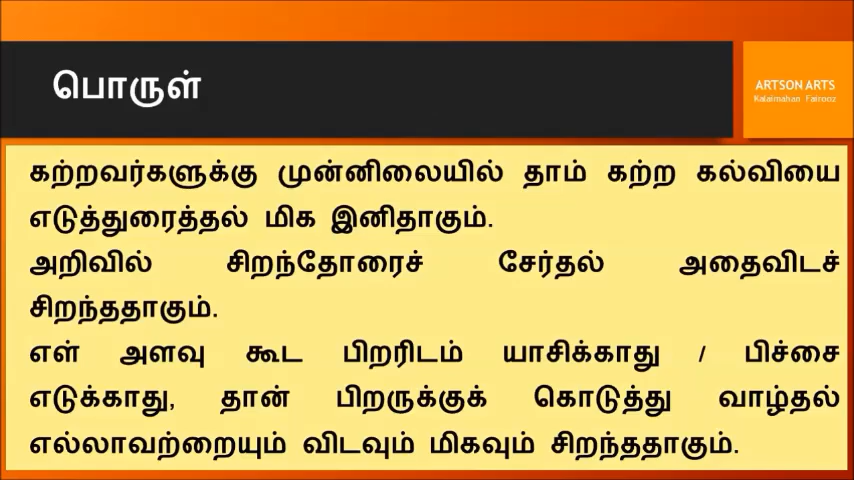 பொருள்
ARTSON ARTS
Kalaimahan Fairooz
கற்றவர்களுக்கு முன்னிலையில் தாம் கற்ற கல்வியை
எடுத்துரைத்தல் மிக இனிதாகும்.
அறிவில் சிறந்தோரைச் சேர்தல் அதைவிடச்
சிறந்ததாகும்.
எள் அளவு கூட பிறரிடம் யாசிக்காது / பிச்சை
எடுக்காது, தான் பிறருக்குக் கொடுத்து வாழ்தல்
எல்லாவற்றையும் விடவும் மிகவும் சிறந்ததாகும்.